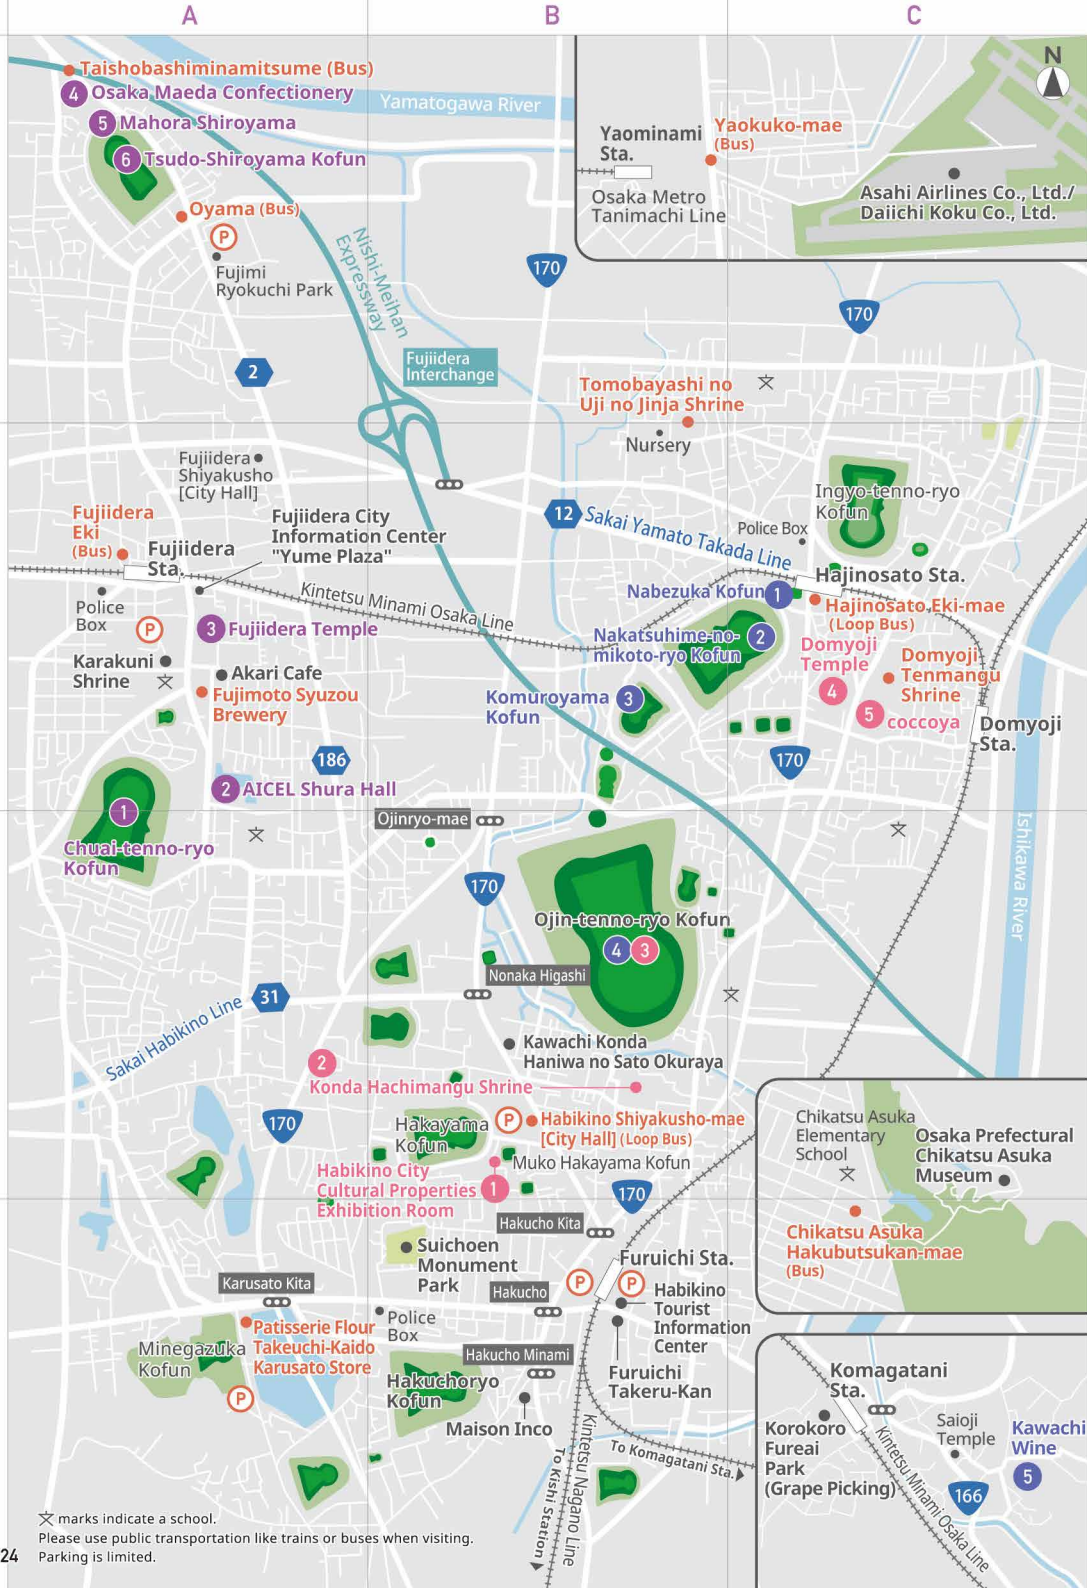 A
B
C
N
Taishobashiminamitsume (Bus)
4 Osaka Maeda Confectionery
5 Mahora Shiroyama
6 Tsudo-Shiroyama Kofun
Yamatogawa River
Oyama (Bus)
P
Fujimi
Ryokuchi Park
Nishi-Meihan
Expressway
170
Yaominami
Sta.
Osaka Metro
Tanimachi Line
Yaokuko-mae
(Bus)
Asahi Airlines Co., Ltd./
Daiichi Koku Co., Ltd.
170
2
Fujiidera
Interchange
Tomobayashi no
Uji no Jinja Shrine
Nursery
Fujiidera
Shiyakusho
[City Hall]
Fujiidera
Eki
(Bus)
Fujiidera
Sta.
Fujiidera City
Information Center
"Yume Plaza"
12 Sakai Yamato Takada Line
Police Box
Ingyo-tenno-ryo
Kofun
Hajinosato Sta.
Kintetsu Minami Osaka Line
Police
Box
P
3 Fujiidera Temple
Karakuni
Shrine
Akari Cafe
Fujimoto Syuzou
Brewery
Nabezuka Kofun 1
Nakatsuhime-no-
mikoto-ryo Kofun
2
Komuroyama
Kofun
3
Hajinosato Eki-mae
(Loop Bus)
Domyoji
Temple
4
Domyoji
Tenmangu
Shrine
5 coccoya
Domyoji
Sta.
186
170
2 AICEL Shura Hall
1
Chuai-tenno-ryo
Kofun
Ojinryo-mae
170
Ojin-tenno-ryo Kofun
4 3
Nonaka Higashi
Ishikawa River
Sakai Habikino Line
31
Kawachi Konda
Haniwa no Sato Okuraya
2
Konda Hachimangu Shrine
170
Hakayama
Kofun
P
Habikino Shiyakusho-mae
[City Hall] (Loop Bus)
Muko Hakayama Kofun
Habikino City
Cultural Properties
Exhibition Room
1
170
Hakucho Kita
Suichoen
Monument
Park
Furuichi Sta.
P
P
Hakucho
Habikino
Tourist
Information
Center
Karusato Kita
Police
Box
Minegazuka
Kofun
Patisserie Flour
Takeuchi-Kaido
Karusato Store
P
Hakucho Minami
Hakuchoryo
Kofun
Furuichi
Takeru-Kan
Maison Inco
Kintetsu Nagano Line
To Kishi Station
To Komagatani Sta.
Chikatsu Asuka
Elementary
School
Osaka Prefectural
Chikatsu Asuka
Museum
Chikatsu Asuka
Hakubutsukan-mae
(Bus)
Komagatani
Sta.
Korokoro
Fureai
Park
(Grape Picking)
Saioji
Temple
Kawachi
Wine
5
166
Kintetsu Minami Osaka Line
marks indicate a school.
Please use public transportation like trains or buses when visiting.
Parking is limited.
24